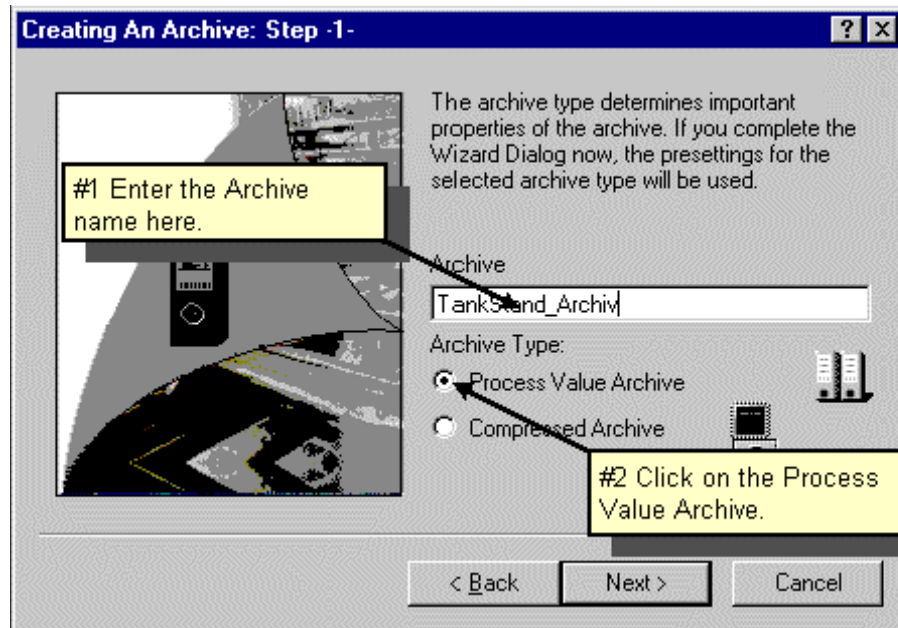 Creating An Archive: Step -1-
The archive type determines important
properties of the archive. If you complete the
Wizard Dialog now, the presettings for the
selected archive type will be used.
#1 Enter the Archive
name here.
Archive
TankStand_Archiv
Archive Type:
Process Value Archive
Compressed Archive
#2 Click on the Process
Value Archive.
< Back
Next >
Cancel